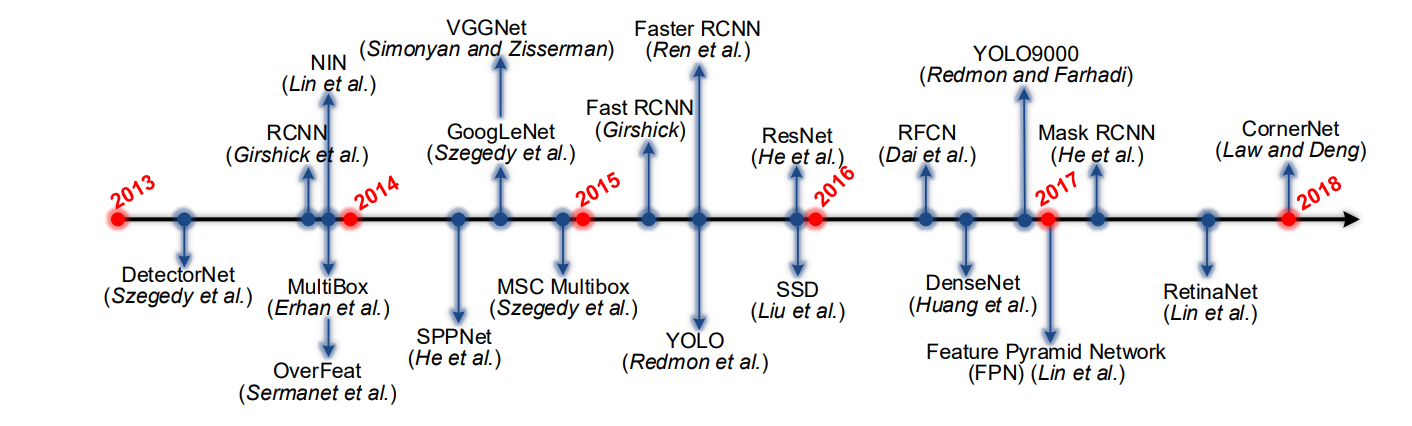 VGGNet
(Simonyan and Zisserman)
Faster RCNN
(Ren et al.)
NIN
(Lin et al.)
YOLO9000
(Redmon and Farhadi)
RCNN
(Girshick et al.)
GoogLeNet
(Szegedy et al.)
Fast RCNN
(Girshick)
ResNet
(He et al.)
RFCN
(Dai et al.)
Mask RCNN
(He et al.)
CornerNet
(Law and Deng)
2013
2014
2015
2016
2017
2018
DetectorNet
(Szegedy et al.)
MultiBox
(Erhan et al.)
OverFeat
(Sermanet et al.)
SPPNet
(He et al.)
MSC Multibox
(Szegedy et al.)
YOLO
(Redmon et al.)
SSD
(Liu et al.)
DenseNet
(Huang et al.)
Feature Pyramid Network
(FPN) (Lin et al.)
RetinaNet
(Lin et al.)